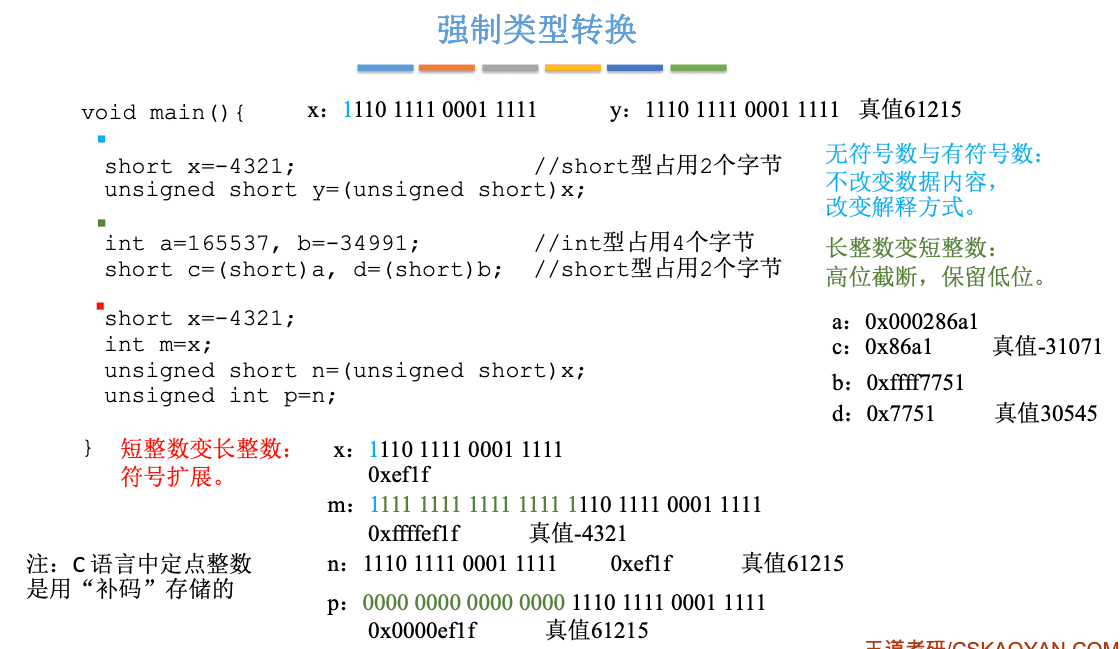 强制类型转换
void main(){
x：1110 1111 0001 1111
y：1110 1111 0001 1111 真值61215
short x=-4321; //short型占用2个字节
unsigned short y=(unsigned short)x;
无符号数与有符号数：
不改变数据内容，
改变解释方式。
int a=165537, b=-34991; //int型占用4个字节
short c=(short)a, d=(short)b; //short型占用2个字节
长整数变短整数：
高位截断，保留低位。
short x=-4321;
int m=x;
unsigned short n=(unsigned short)x;
unsigned int p=n;
a：0x000286a1
c：0x86a1 真值-31071
b：0xffff7751
d：0x7751 真值30545
}
短整数变长整数：
符号扩展。
x：1110 1111 0001 1111
0xef1f
m：1111 1111 1111 1111 1110 1111 0001 1111
0xffffef1f 真值-4321
注：C 语言中定点整数
是用“补码”存储的
n：1110 1111 0001 1111 0xef1f 真值61215
p：0000 0000 0000 0000 1110 1111 0001 1111
0x0000ef1f 真值61215
王道考研/CSKAOYAN.COM